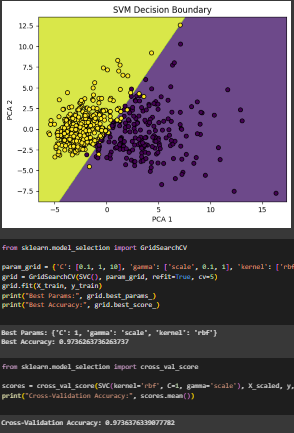 SVM Decision Boundary
12.5
10.0
7.5
5.0
2.5
0.0
−2.5
−5.0
−7.5
PCA 2
−5 0 5 10 15
PCA 1
from sklearn.model_selection import GridSearchCV
param_grid = {'C': [0.1, 1, 10], 'gamma': ['scale', 0.1, 1], 'kernel': ['rbf
grid = GridSearchCV(SVC(), param_grid, refit=True, cv=5)
grid.fit(X_train, y_train)
print("Best Params:", grid.best_params_)
print("Best Accuracy:", grid.best_score_)
Best Params: {'C': 1, 'gamma': 'scale', 'kernel': 'rbf'}
Best Accuracy: 0.9736263736263737
from sklearn.model_selection import cross_val_score
scores = cross_val_score(SVC(kernel='rbf', C=1, gamma='scale'), X_scaled, y,
print("Cross-Validation Accuracy:", scores.mean())
Cross-Validation Accuracy: 0.9736376339077782